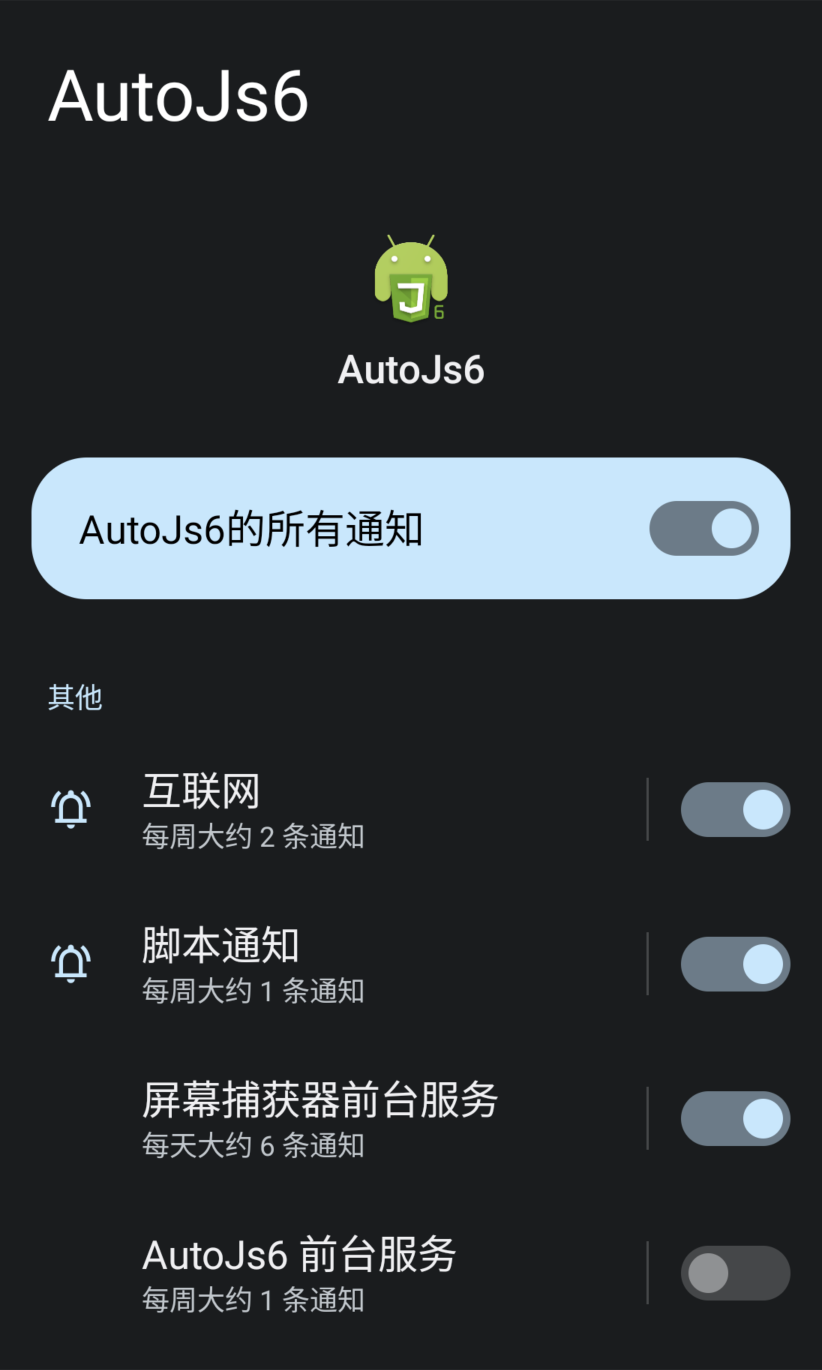 AutoJs6
J
6
AutoJs6
AutoJs6的所有通知
其他
互联网
每周大约 2 条通知
脚本通知
每周大约 1 条通知
屏幕捕获器前台服务
每天大约 6 条通知
AutoJs6 前台服务
每周大约 1 条通知